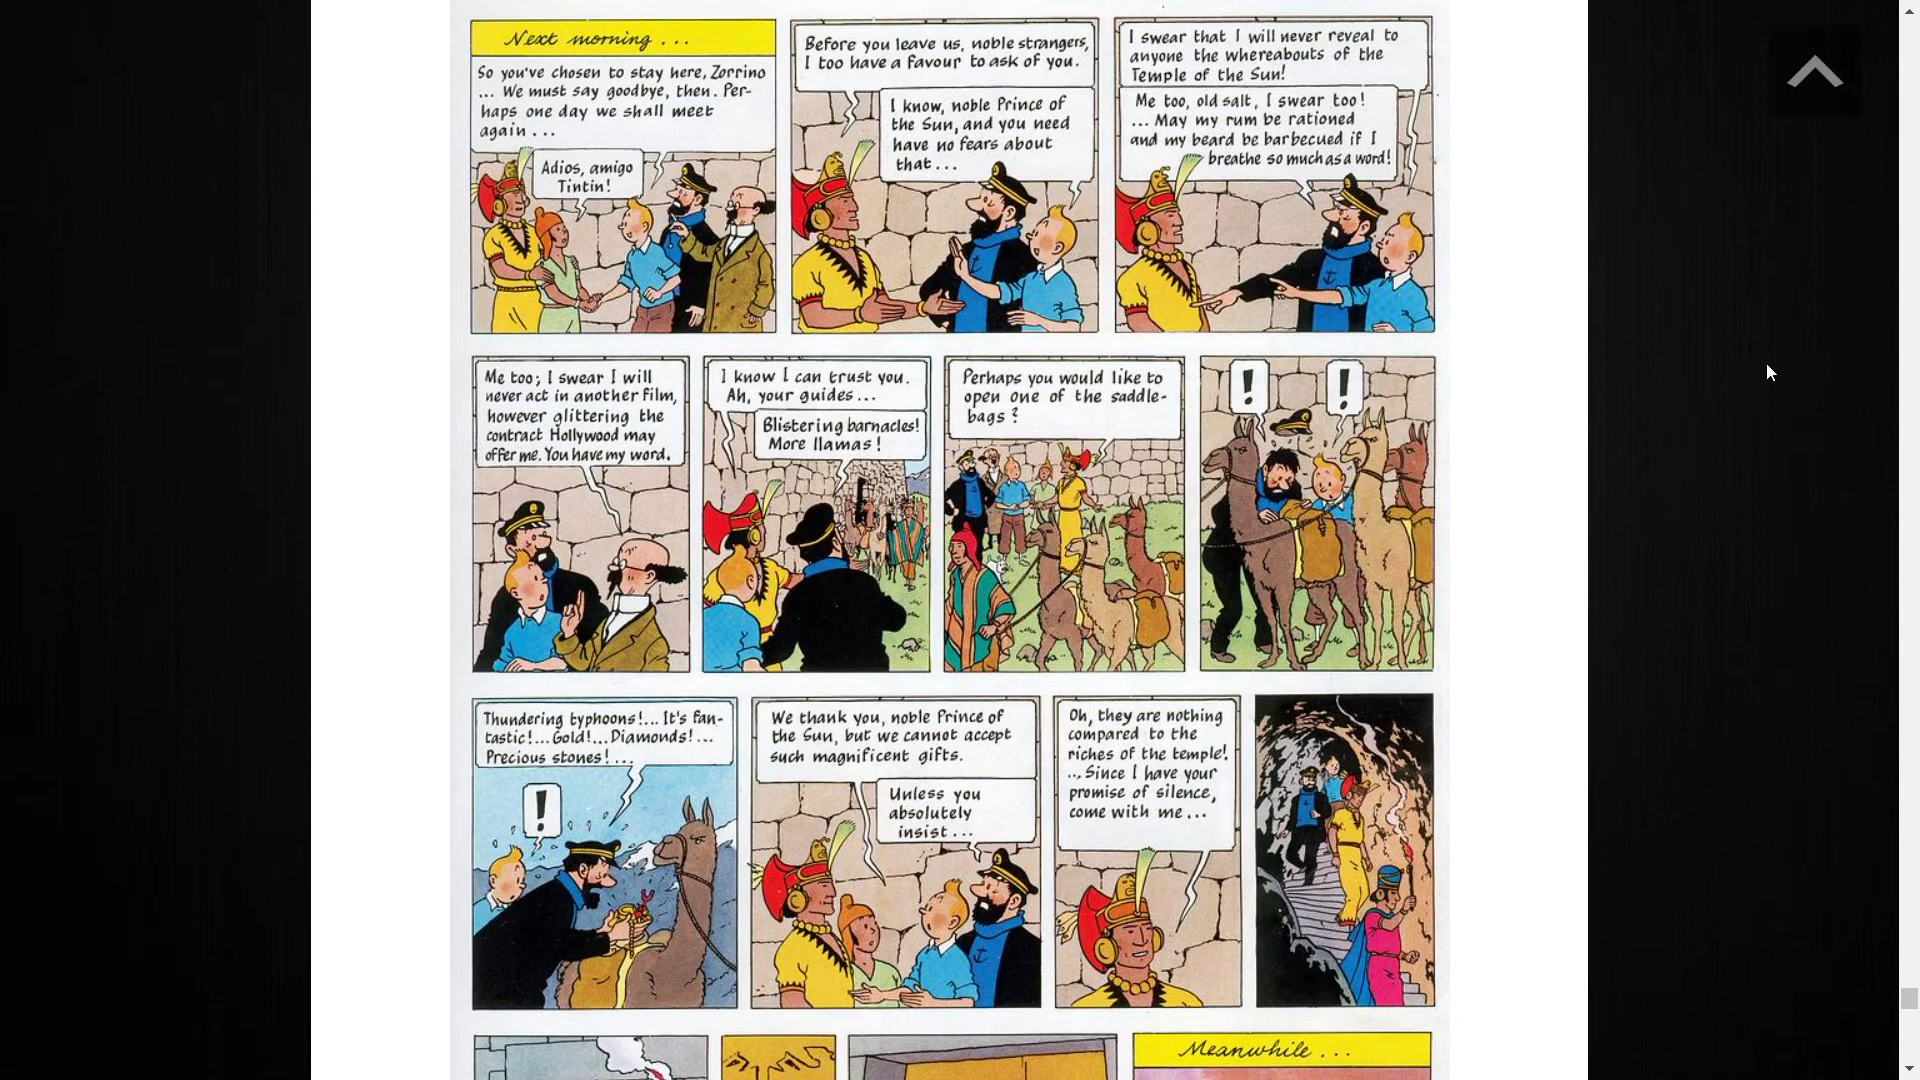 Next morning...
So you've chosen to stay here, Zorrino
... We must say goodbye, then. Per-
haps one day we shall meet
again...
Adios, amigo
Tintin!
Before you leave us, noble strangers,
I too have a favour to ask of you.
I know, noble Prince of
the Sun, and you need
have no fears about
that...
I swear that I will never reveal to
anyone the whereabouts of the
Temple of the Sun!
Me too, old salt, I swear too!
... May my rum be rationed
and my beard be barbecued if I
breathe so much as a word!
Me too; I swear I will
never act in another film,
however glittering the
contract Hollywood may
offer me. You have my word.
I know I can trust you.
Ah, your guides...
Blistering barnacles!
More llamas!
Perhaps you would like to
open one of the saddle-
bags?
!
!
Thundering typhoons!... It's fan-
tastic!... Gold!... Diamonds!...
Precious stones!...
!
We thank you, noble Prince of
the Sun, but we cannot accept
such magnificent gifts.
Unless you
absolutely
insist...
Oh, they are nothing
compared to the
riches of the temple!
... Since I have your
promise of silence,
come with me...
Meanwhile...